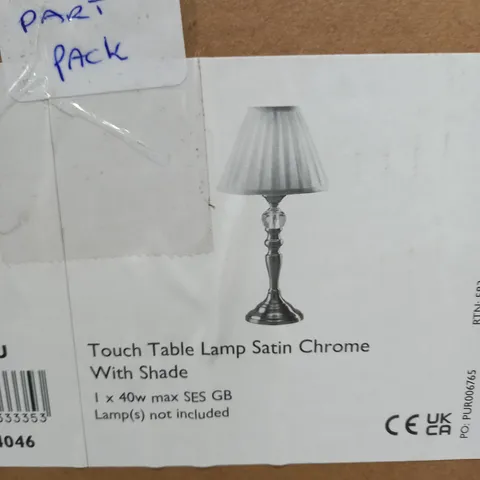 PART
PACK
Touch Table Lamp Satin Chrome
With Shade
1 x 40w max SES GB
Lamp(s) not included
CE UK CA
PO: PUR006765